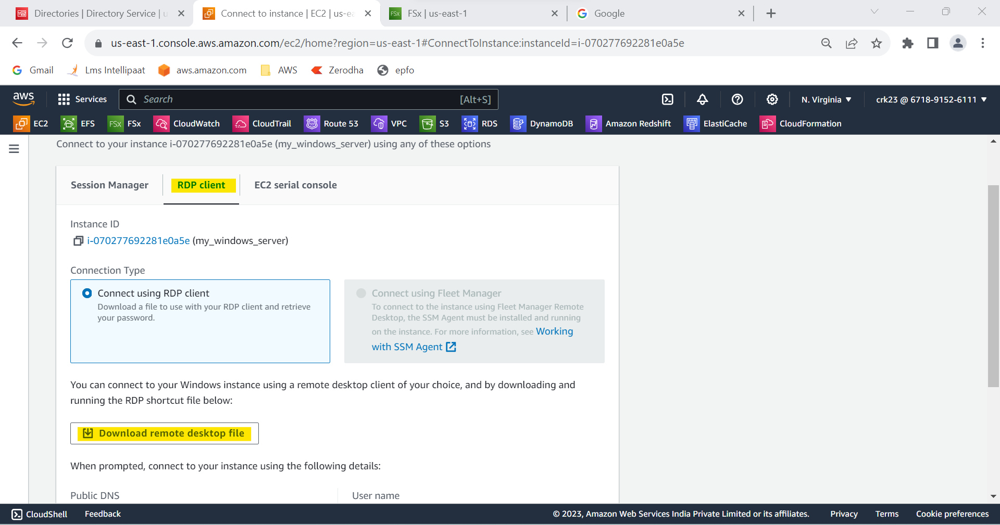 Directories | Directory Service | u
Connect to instance | EC2 | us-ea
FSx | us-east-1
Google
us-east-1.console.aws.amazon.com/ec2/home?region=us-east-1#ConnectToInstance:instanceId=i-070277692281e0a5e
Gmail
Lms Intellipaat
aws.amazon.com
AWS
Zerodha
epfo
aws
Services
Search
[Alt+S]
N. Virginia
crk23 @ 6718-9152-6111
EC2
EFS
FSx
FSx
CloudWatch
CloudTrail
Route 53
VPC
S3
RDS
DynamoDB
Amazon Redshift
ElastiCache
CloudFormation
Connect to your instance i-070277692281e0a5e (my_windows_server) using any of these options
Session Manager
RDP client
EC2 serial console
Instance ID
i-070277692281e0a5e (my_windows_server)
Connection Type
Connect using RDP client
Download a file to use with your RDP client and retrieve
your password.
Connect using Fleet Manager
To connect to the instance using Fleet Manager Remote
Desktop, the SSM Agent must be installed and running
on the instance. For more information, see Working
with SSM Agent
You can connect to your Windows instance using a remote desktop client of your choice, and by downloading and
running the RDP shortcut file below:
Download remote desktop file
When prompted, connect to your instance using the following details:
Public DNS
User name
CloudShell
Feedback
© 2023, Amazon Web Services India Private Limited or its affiliates.
Privacy
Terms
Cookie preferences